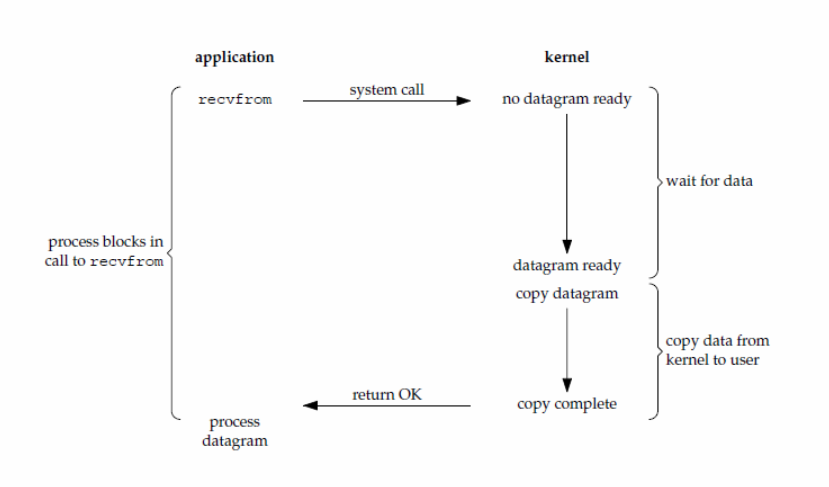 application
kernel
recvfrom
system call
no datagram ready
wait for data
process blocks in
call to recvfrom
datagram ready
copy datagram
copy data from
kernel to user
return OK
copy complete
process
datagram